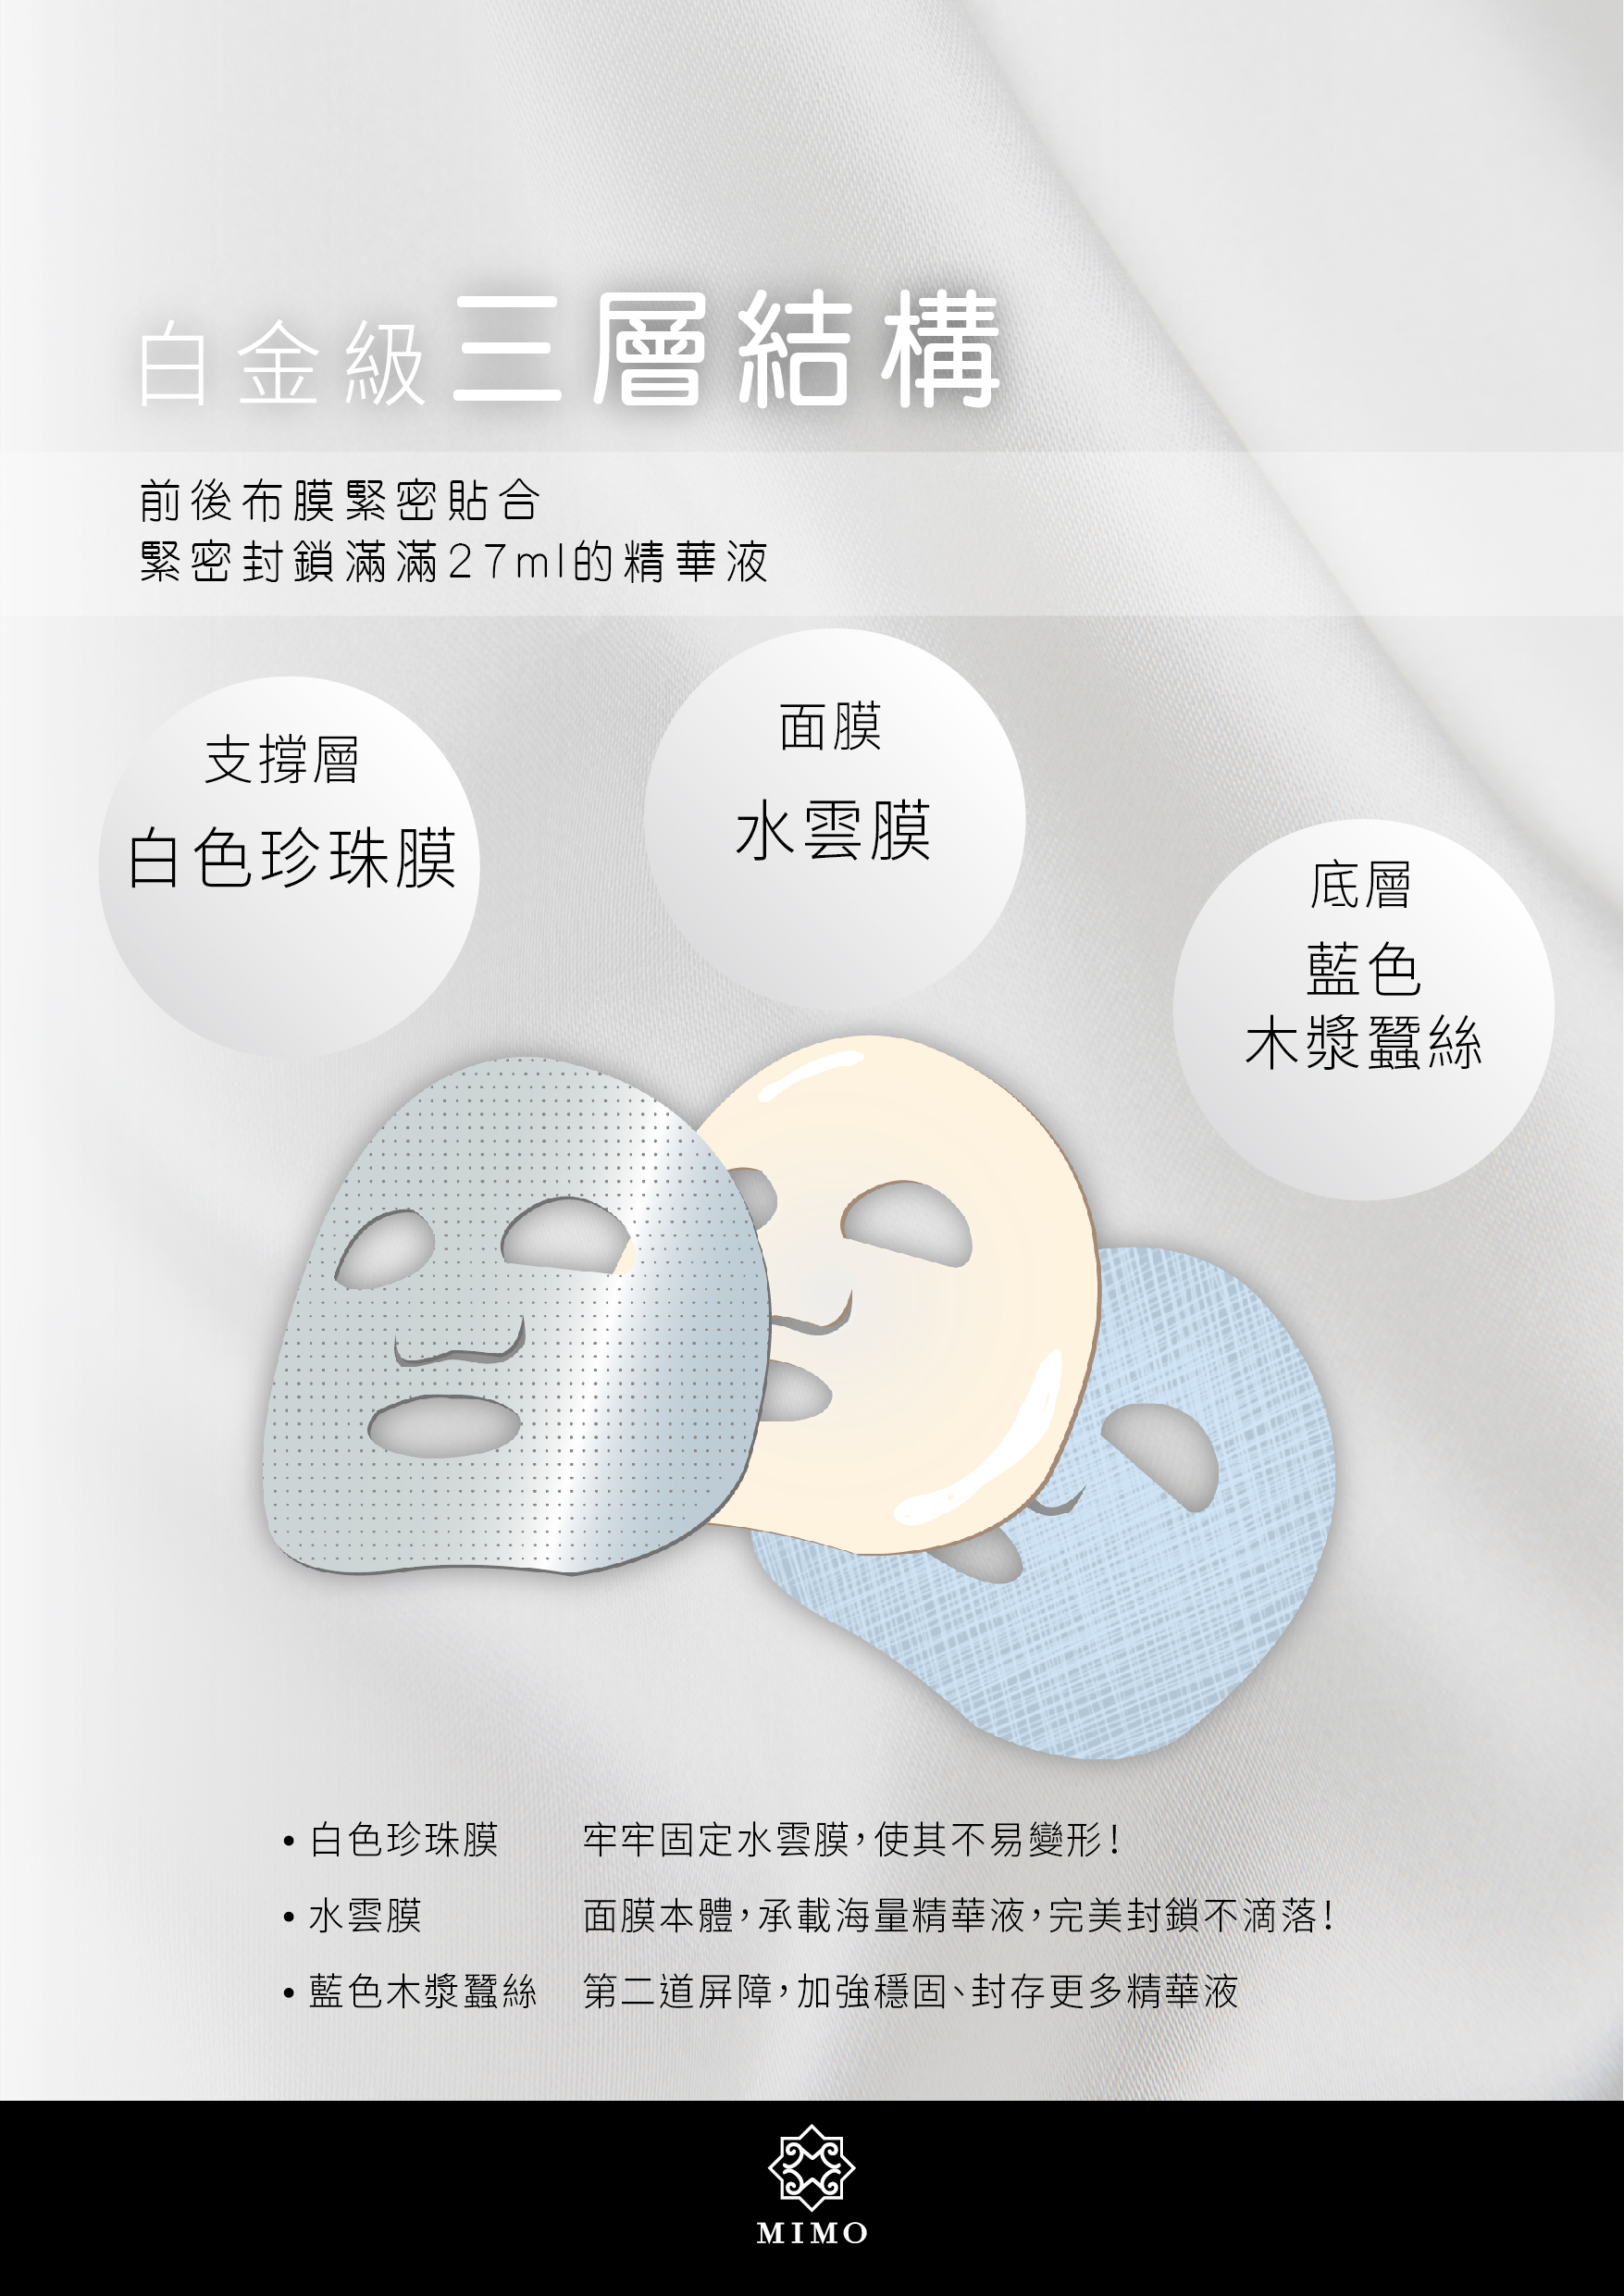 白金級三層結構
前後布膜緊密貼合
緊密封鎖滿滿27ml的精華液
支撐層
白色珍珠膜
面膜
水雲膜
底層
藍色
木漿蠶絲
• 白色珍珠膜 牢牢固定水雲膜，使其不易變形！
• 水雲膜 面膜本體，承載海量精華液，完美封鎖不滴落！
• 藍色木漿蠶絲 第二道屏障，加強穩固、封存更多精華液
MIMO